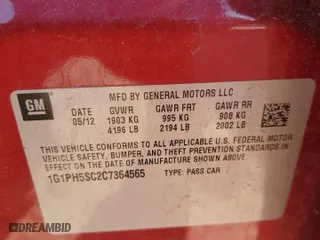 GM
MFD BY GENERAL MOTORS LLC
DATE GVWR GAWR FRT GAWR RR
05/12 1903 KG 995 KG 908 KG
4196 LB 2194 LB 2002 LB
THIS VEHICLE CONFORMS TO ALL APPLICABLE U.S. FEDERAL MOTOR
VEHICLE SAFETY, BUMPER, AND THEFT PREVENTION STANDARDS IN
EFFECT ON THE DATE OF MANUFACTURE SHOWN ABOVE.
1G1PH5SC2C7364565 TYPE: PASS CAR
DREAMBID